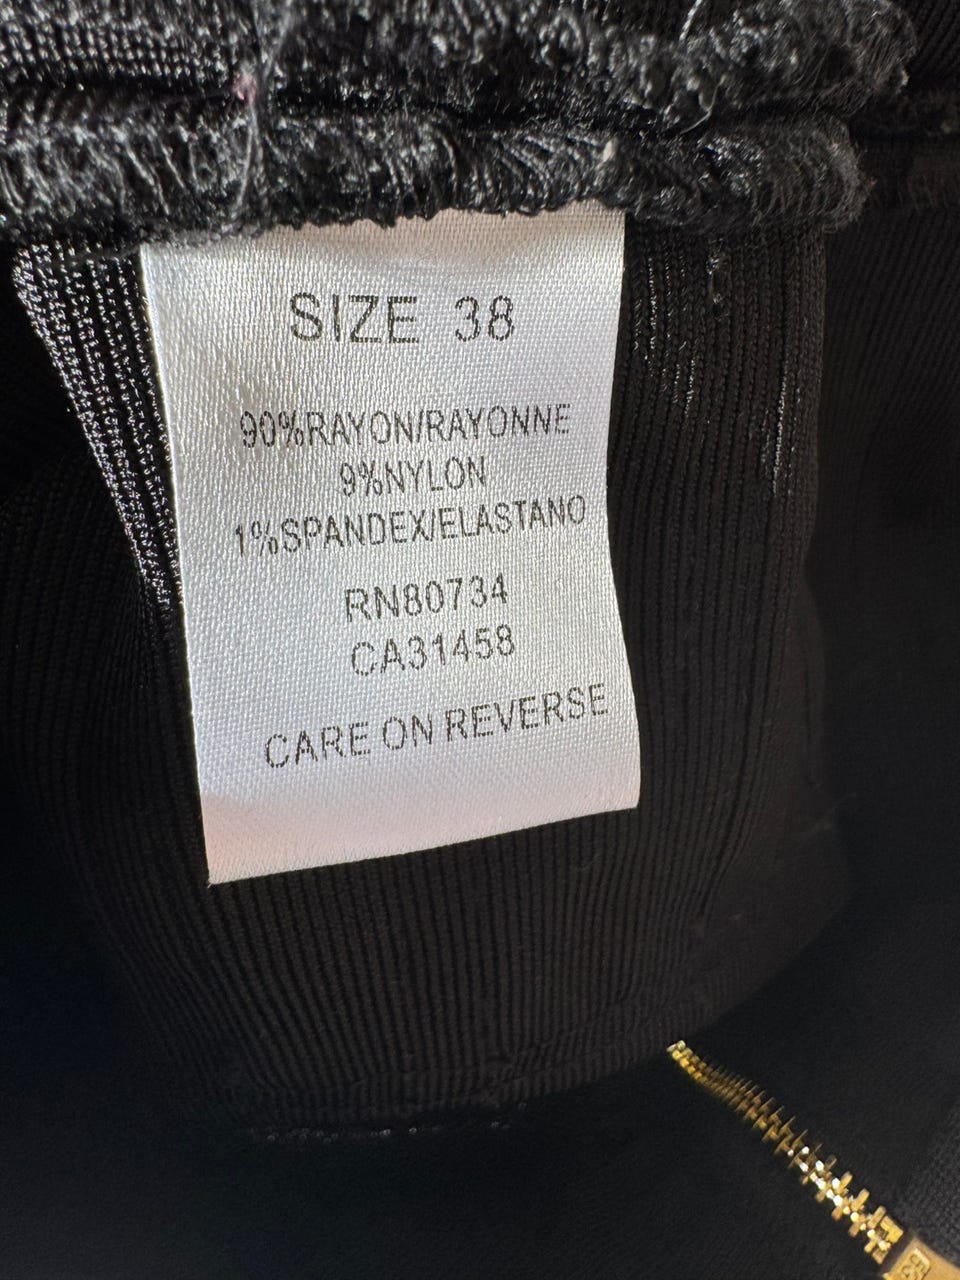 SIZE 38
90%RAYON/RAYONNE
9%NYLON
1%SPANDEX/ELASTANO
RN80734
CA31458
CARE ON REVERSE